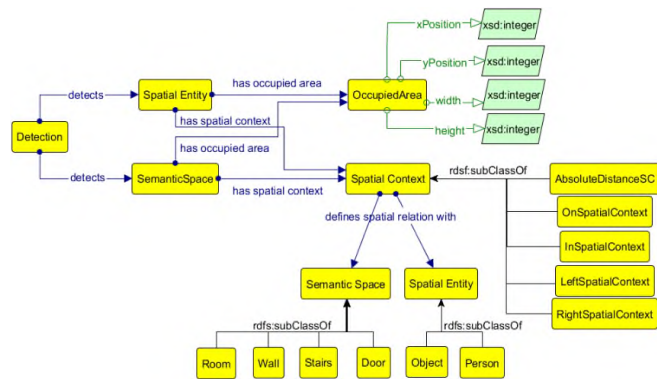 xPosition
xsd:integer
yPosition
xsd:integer
detects
Spatial Entity
has occupied area
OccupiedArea
width
xsd:integer
has spatial context
height
xsd:integer
Detection
has occupied area
detects
SemanticSpace
has spatial context
Spatial Context
rdsf:subClassOf
AbsoluteDistanceSC
OnSpatialContext
defines spatial relation with
InSpatialContext
Semantic Space
Spatial Entity
LeftSpatialContext
RightSpatialContext
rdfs:subClassOf
rdfs:subClassOf
Room
Wall
Stairs
Door
Object
Person